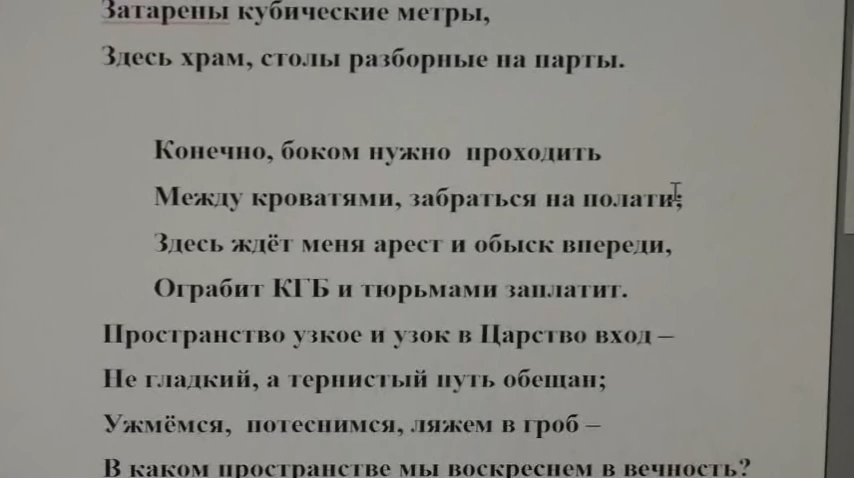 Затарены кубические метры,
Здесь храм, столы разборные на парты.
Конечно, боком нужно  проходить
Между кроватями, забраться на полати;
Здесь ждёт меня арест и обыск впереди,
Ограбит КГБ и тюрьмами заплатит.
Пространство узкое и узок в Царство вход –
Не гладкий, а тернистый путь обещан;
Ужмёмся,  потеснимся, ляжем в гроб –
В каком пространстве мы воскреснем в вечность?